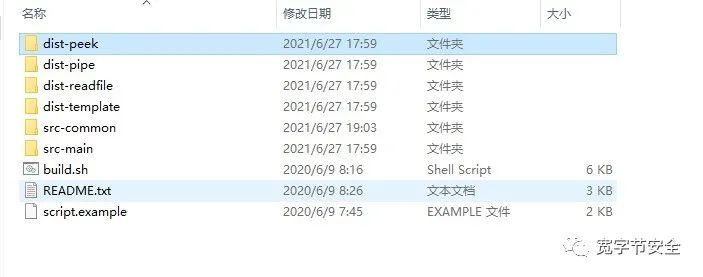 名称 修改日期 类型 大小
dist-peek 2021/6/27 17:59 文件夹
dist-pipe 2021/6/27 17:59 文件夹
dist-readfile 2021/6/27 17:59 文件夹
dist-template 2021/6/27 17:59 文件夹
src-common 2021/6/27 19:03 文件夹
src-main 2021/6/27 17:59 文件夹
build.sh 2020/6/9 8:16 Shell Script 6 KB
README.txt 2020/6/9 8:26 文本文档 3 KB
script.example 2020/6/9 7:45 EXAMPLE 文件 2 KB
宽字节安全